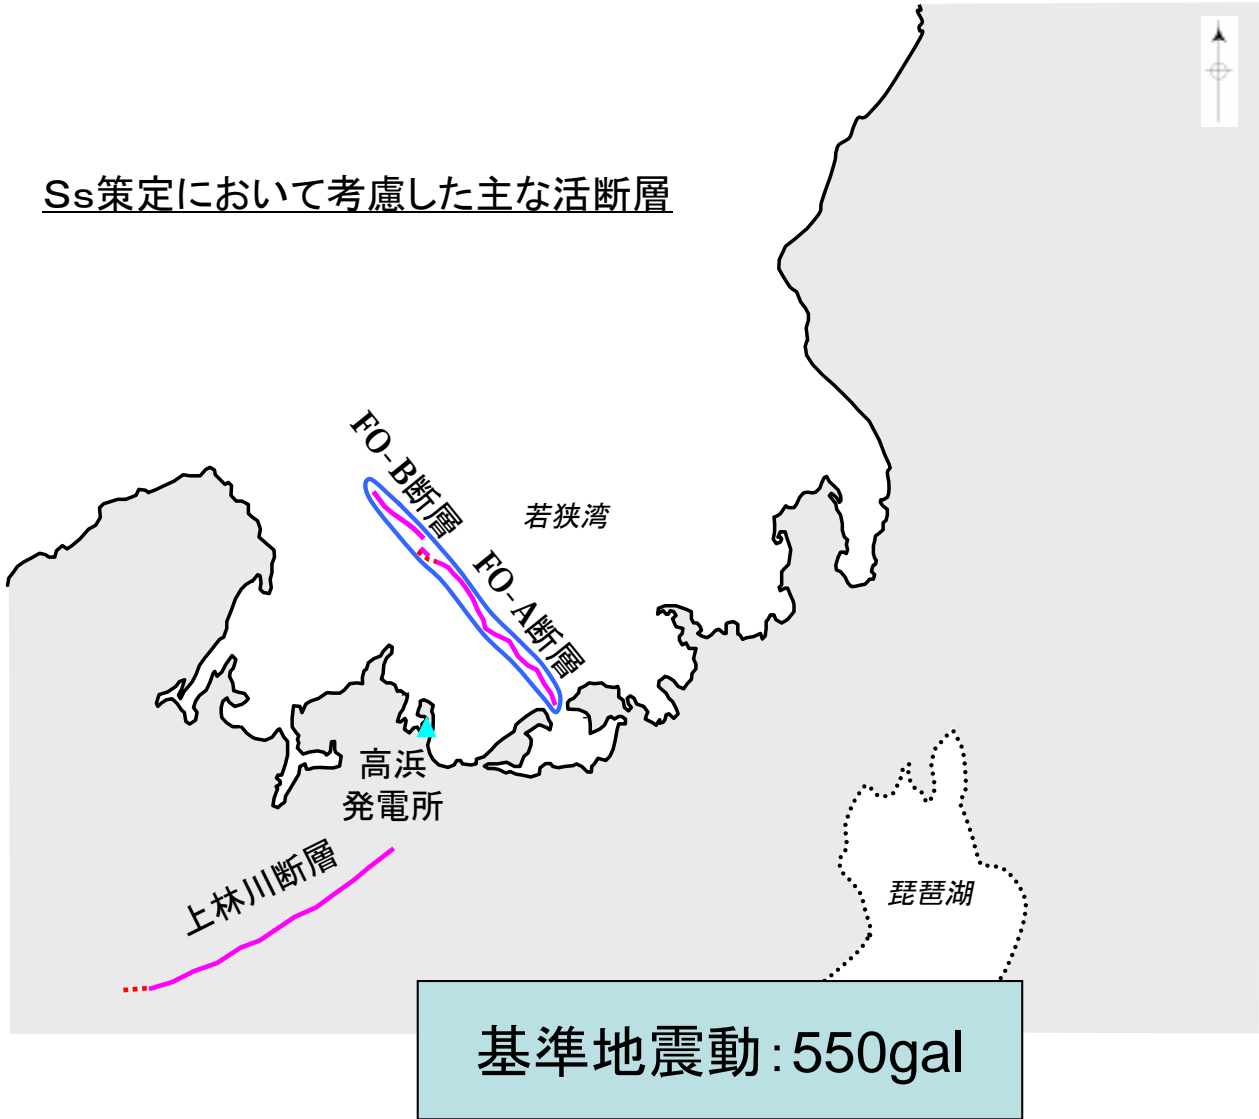 Ss策定において考慮した主な活断層
FO-B断層
若狭湾
FO-A断層
高浜
発電所
上林川断層
琵琶湖
基準地震動：550gal